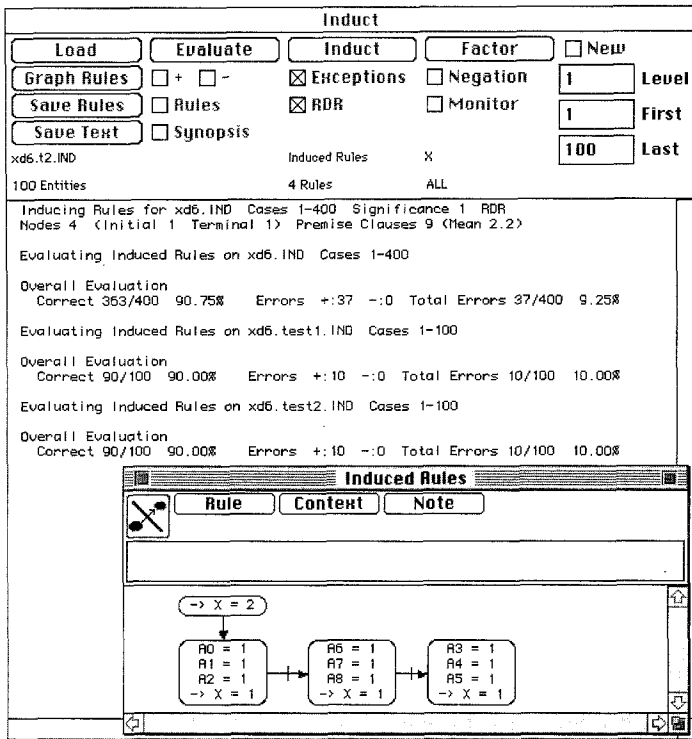 Induct
Load Evaluate Induct Factor New
Graph Rules + - Exceptions Negation 1 Level
Save Rules Rules RDR Monitor 1 First
Save Text Synopsis 100 Last
xd6.t2.IND Induced Rules X
100 Entities 4 Rules ALL
Inducing Rules for xd6.IND Cases 1-400 Significance 1 RDR
Nodes 4 (Initial 1 Terminal 1) Premise Clauses 9 (Mean 2.2)
Evaluating Induced Rules on xd6.IND Cases 1-400
Overall Evaluation
Correct 363/400 90.75% Errors +:37 -:0 Total Errors 37/400 9.25%
Evaluating Induced Rules on xd6.test1.IND Cases 1-100
Overall Evaluation
Correct 90/100 90.00% Errors +:10 -:0 Total Errors 10/100 10.00%
Evaluating Induced Rules on xd6.test2.IND Cases 1-100
Overall Evaluation
Correct 90/100 90.00% Errors +:10 -:0 Total Errors 10/100 10.00%
Induced Rules
Rule Context Note
-> X = 2
A0 = 1 A6 = 1 A3 = 1
A1 = 1 A7 = 1 A4 = 1
A2 = 1 A8 = 1 A5 = 1
-> X = 1 -> X = 1 -> X = 1